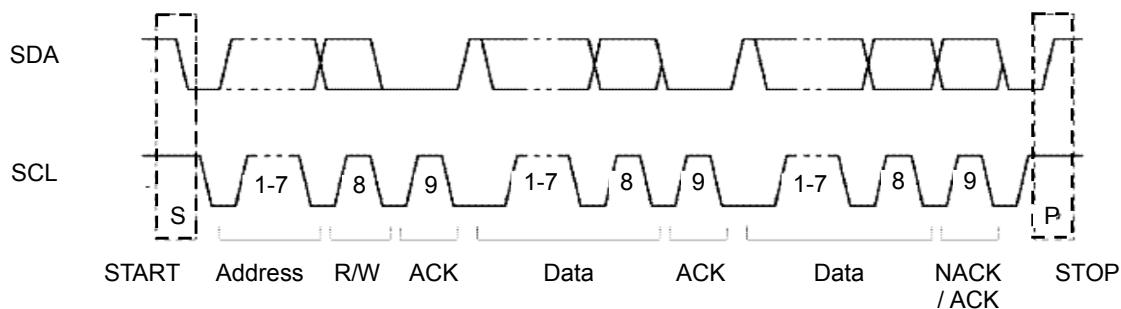 SDA
SCL
1-7 8 9 1-7 8 9 1-7 8 9
S P
START Address R/W ACK Data ACK Data NACK STOP
/ ACK